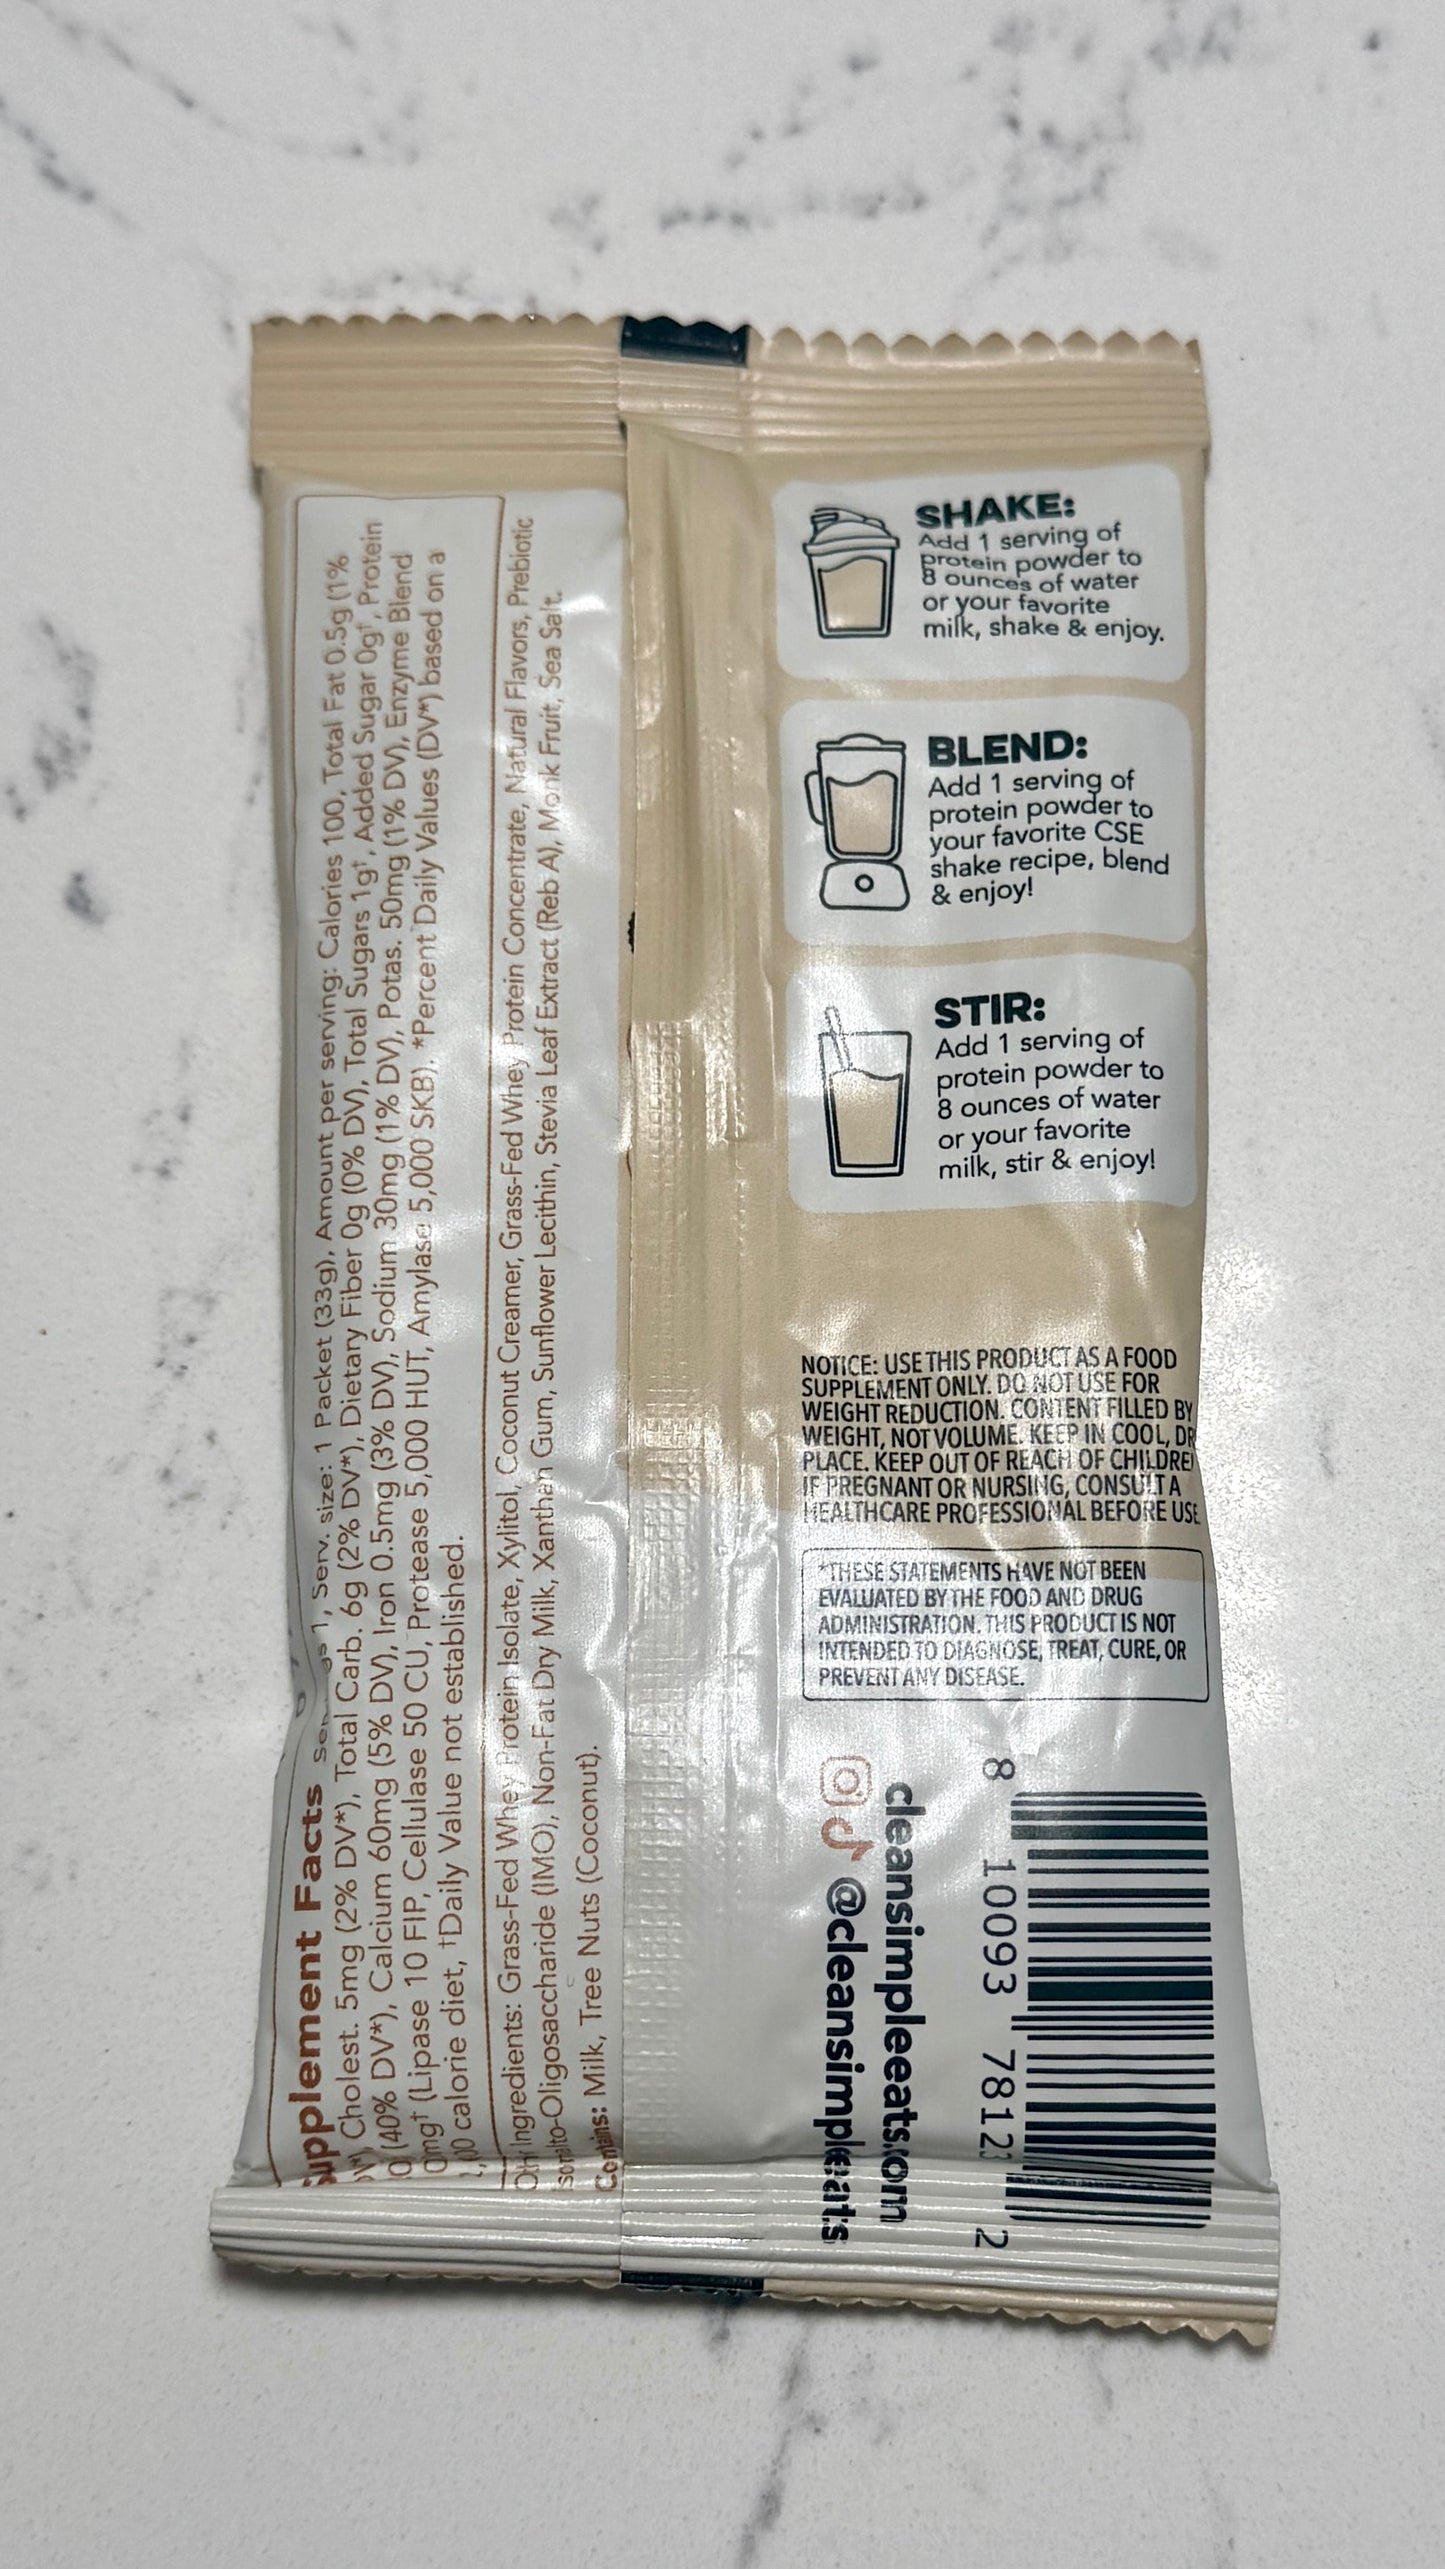 SHAKE:
Add 1 serving of
protein powder to
8 ounces of water
or your favorite
milk, shake & enjoy.
BLEND:
Add 1 serving of
protein powder to
your favorite CSE
shake recipe, blend
& enjoy!
STIR:
Add 1 serving of
protein powder to
8 ounces of water
or your favorite
milk, stir & enjoy!
NOTICE: USE THIS PRODUCT AS A FOOD
SUPPLEMENT ONLY. DO NOT USE FOR
WEIGHT REDUCTION. CONTENT FILLED BY
WEIGHT, NOT VOLUME. KEEP IN COOL,
PLACE. KEEP OUT OF REACH OF
IF PREGNANT OR NURSING, CONSULT A
HEALTHCARE PROFESSIONAL BEFORE USE
*THESE STATEMENTS HAVE NOT BEEN
EVALUATED BY THE FOOD AND DRUG
ADMINISTRATION. THIS PRODUCT IS NOT
INTENDED TO DIAGNOSE, TREAT, CURE, OR
PREVENT ANY DISEASE.
cleansimpleeats.com
@cleansimpleeats
8 10093 78123 2
Supplement Facts 1, Serv. size: 1 Packet (33g), Amount per serving: Calories 100, Total Fat 0.5g (1%
Cholest. 5mg (2% DV*), Total Carb. 6g (2% DV*), Dietary Fiber 0g (0% DV), Total Sugars 1g†, Added Sugar 0g†, Protein
(40% DV*), Calcium 60mg (5% DV), Iron 0.5mg (3% DV), Sodium 30mg (1% DV), Potas. 50mg (1% DV), Enzyme Blend
(Lipase 10 FIP, Cellulase 50 CU, Protease 5,000 HUT, Amylase 5,000 SKB). *Percent Daily Values (DV*) based on a
calorie diet, †Daily Value not established.
Ingredients: Grass-Fed Whey Protein Isolate, Xylitol, Coconut Creamer, Grass-Fed Whey Protein Concentrate, Natural Flavors, Prebiotic
Isomalto-Oligosaccharide (IMO), Non-Fat Dry Milk, Xanthan Gum, Sunflower Lecithin, Stevia Leaf Extract (Reb A), Monk Fruit, Sea Salt.
Contains: Milk, Tree Nuts (Coconut).